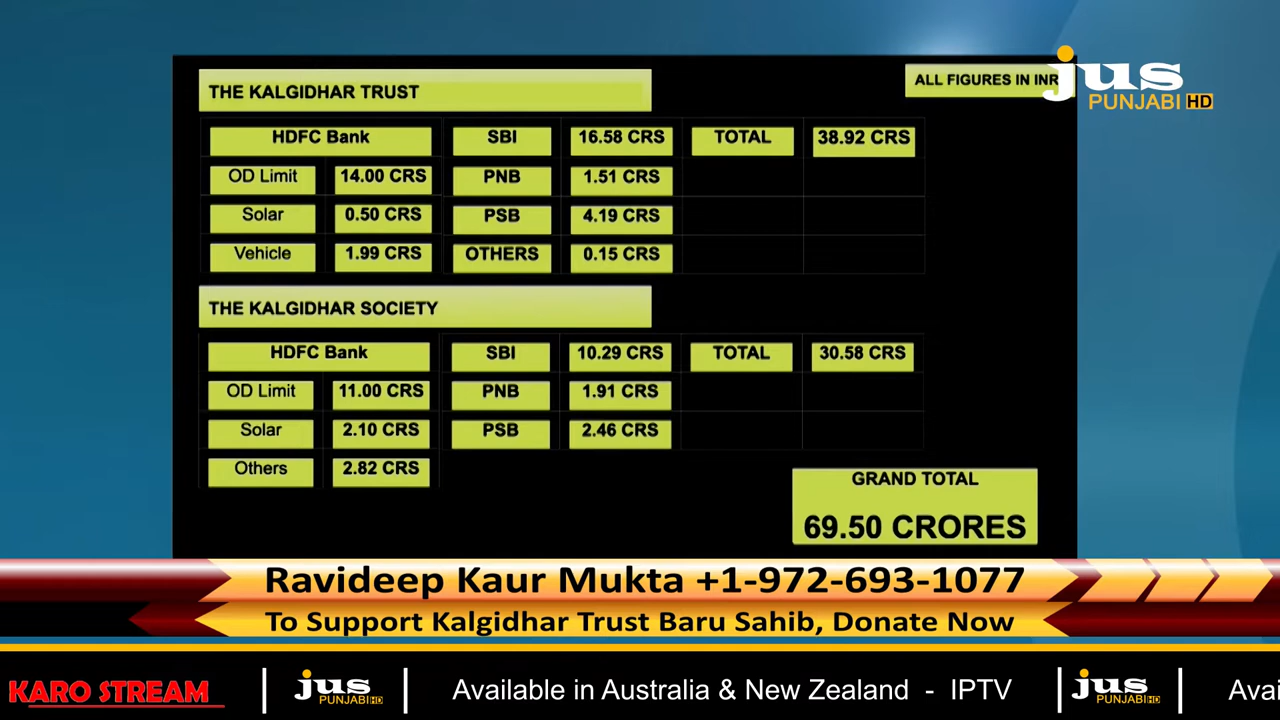 jus
PUNJABI HD
THE KALGIDHAR TRUST
ALL FIGURES IN INR
HDFC Bank SBI 16.58 CRS TOTAL 38.92 CRS
OD Limit 14.00 CRS PNB 1.51 CRS
Solar 0.50 CRS PSB 4.19 CRS
Vehicle 1.99 CRS OTHERS 0.15 CRS
THE KALGIDHAR SOCIETY
HDFC Bank SBI 10.29 CRS TOTAL 30.58 CRS
OD Limit 11.00 CRS PNB 1.91 CRS
Solar 2.10 CRS PSB 2.46 CRS
Others 2.82 CRS
GRAND TOTAL
69.50 CRORES
Ravideep Kaur Mukta +1-972-693-1077
To Support Kalgidhar Trust Baru Sahib, Donate Now
KARO STREAM | jus PUNJABI HD | Available in Australia & New Zealand - IPTV | jus PUNJABI HD | Avai